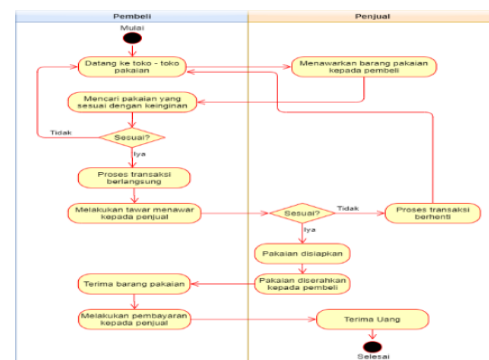 Pembeli
Penjual
Mulai
Datang ke toko - toko
pakaian
Menawarkan barang pakaian
kepada pembeli
Mencari pakaian yang
sesuai dengan keinginan
Tidak
Sesuai?
Iya
Proses transaksi
berlangsung
Melakukan tawar menawar
kepada penjual
Sesuai?
Tidak
Proses transaksi
berhenti
Iya
Pakaian disiapkan
Terima barang pakaian
Pakaian diserahkan
kepada pembeli
Melakukan pembayaran
kepada penjual
Terima Uang
Selesai